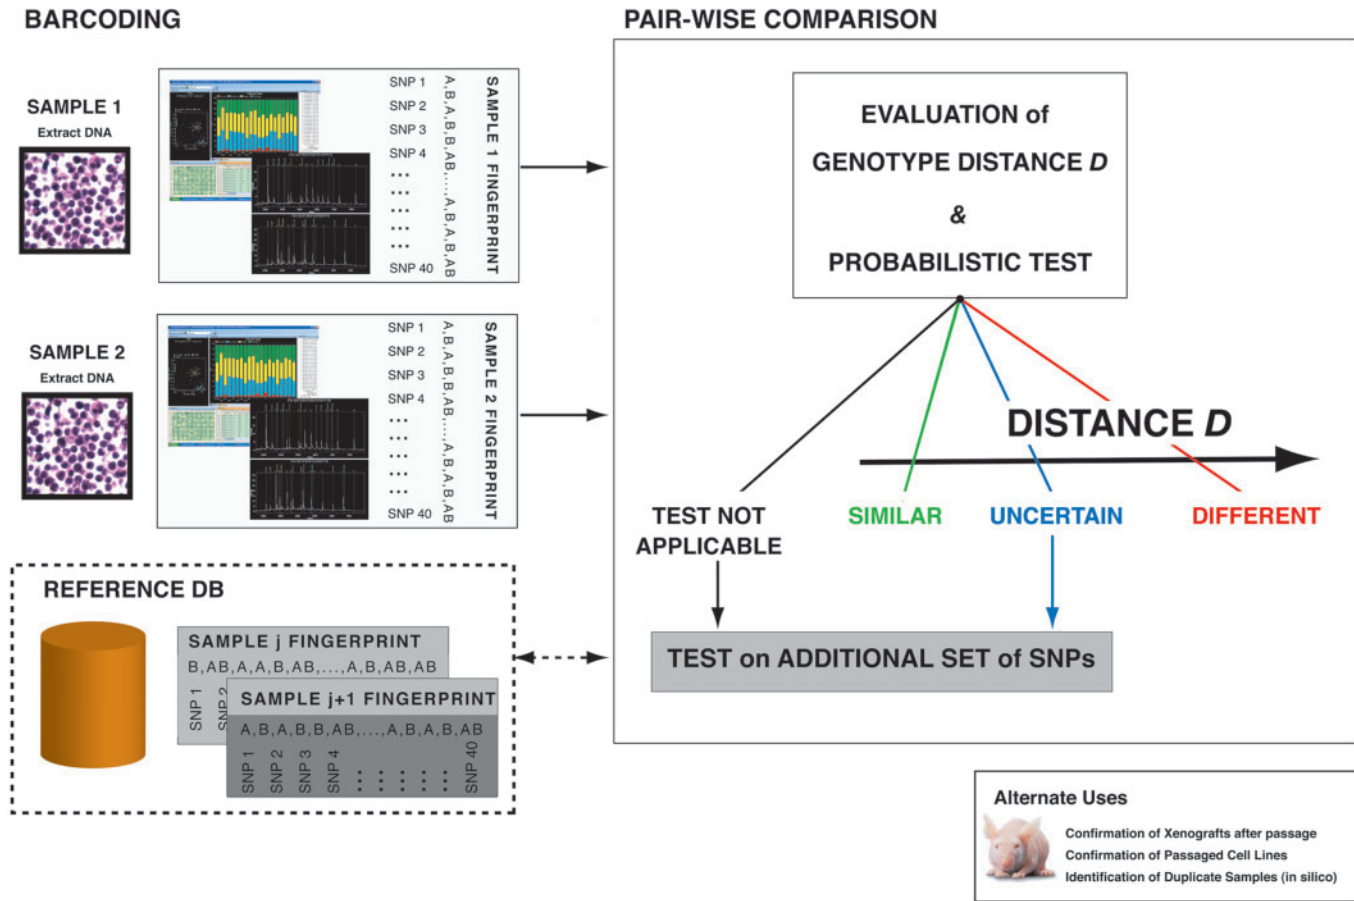 BARCODING
SAMPLE 1
Extract DNA
SNP 1
SNP 2
SNP 3
SNP 4
...
...
...
...
SNP 40
A,B,A,B,B,AB,...,A,B,A,B,AB
SAMPLE 1 FINGERPRINT
SAMPLE 2
Extract DNA
SNP 1
SNP 2
SNP 3
SNP 4
...
...
...
...
SNP 40
A,B,A,B,B,AB,...,A,B,A,B,AB
SAMPLE 2 FINGERPRINT
REFERENCE DB
SAMPLE j FINGERPRINT
B,AB,A,A,B,AB,...,A,B,AB,AB
SNP 1
SNP 2
SAMPLE j+1 FINGERPRINT
A,B,A,B,B,AB,...,A,B,A,B,AB
SNP 1
SNP 2
SNP 3
SNP 4
...
...
...
...
...
SNP 40
PAIR-WISE COMPARISON
EVALUATION of
GENOTYPE DISTANCE D
&
PROBABILISTIC TEST
DISTANCE D
TEST NOT
APPLICABLE
SIMILAR
UNCERTAIN
DIFFERENT
TEST on ADDITIONAL SET of SNPs
Alternate Uses
Confirmation of Xenografts after passage
Confirmation of Passaged Cell Lines
Identification of Duplicate Samples (in silico)